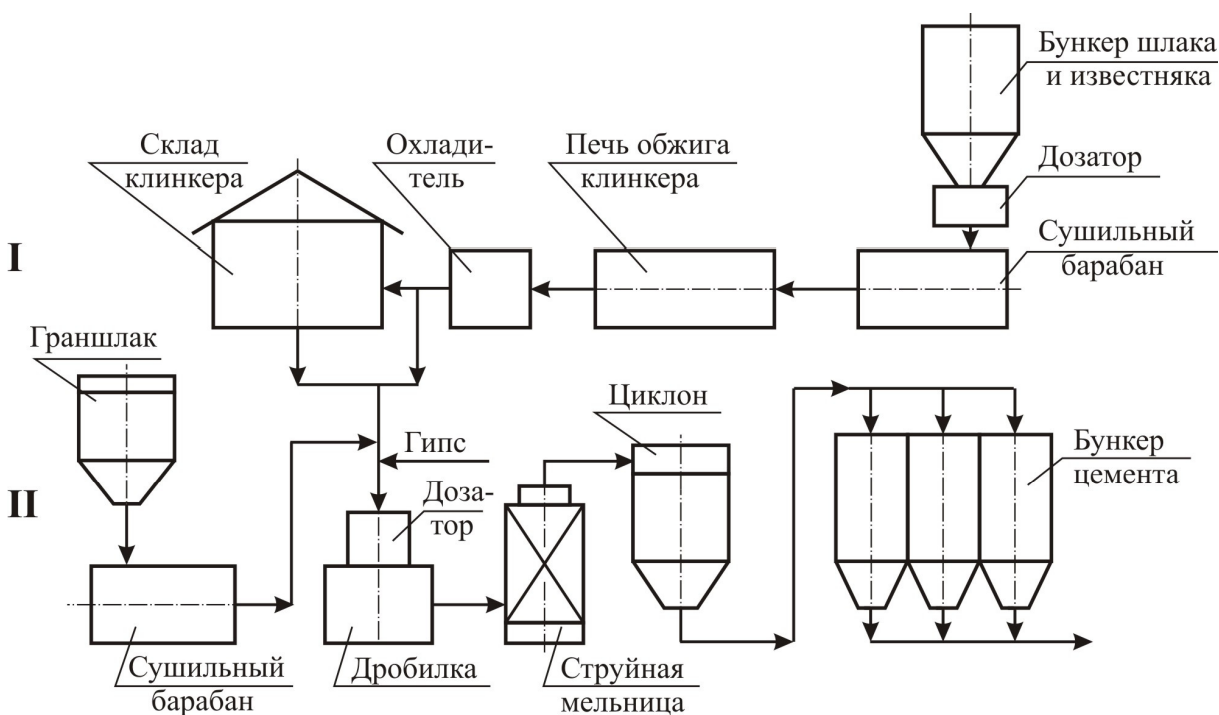 Бункер шлака
и известняка
Склад
клинкера
Охлади-
тель
Печь обжига
клинкера
Дозатор
Сушильный
барабан
I
Граншлак
Циклон
Гипс
Бункер
цемента
II
Доза-
тор
Сушильный
барабан
Дробилка
Струйная
мельница